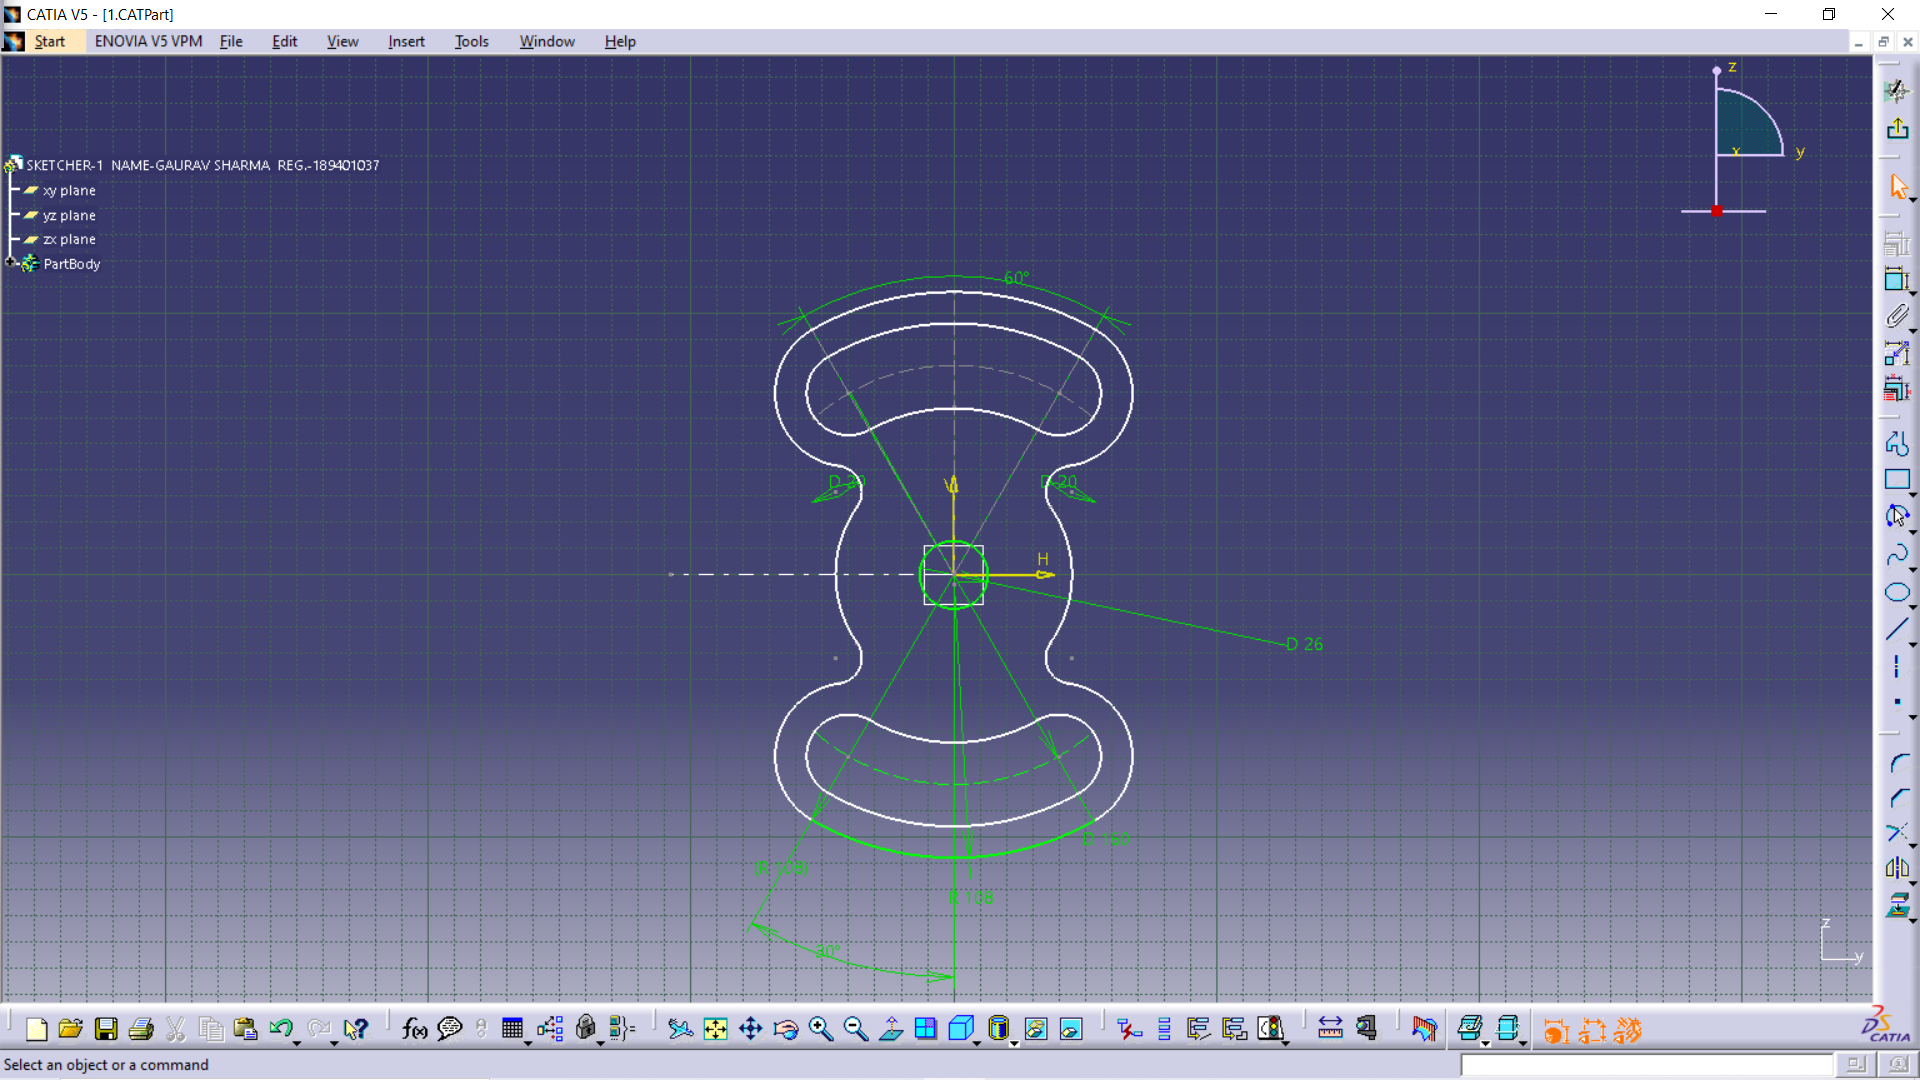 CATIA V5 - [1.CATPart]
Start ENOVIA V5 VPM File Edit View Insert Tools Window Help
z
x y
SKETCHER-1 NAME-GAURAV SHARMA REG.-189401037
xy plane
yz plane
zx plane
PartBody
60°
D 20 V D 20
H
D 26
D 160
(R 108)
R 108
30°
z
y
f(x)
CATIA
Select an object or a command